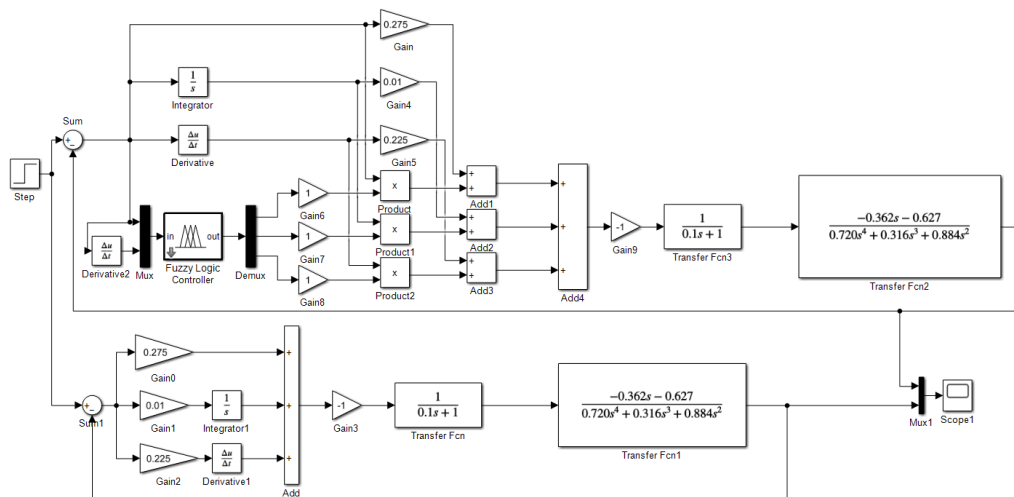 0.275
Gain
1/s
Integrator
0.01
Gain4
Sum
+
−
Δu/Δt
Derivative
0.225
Gain5
Step
Δu/Δt
Derivative2
Mux
in
out
Fuzzy Logic
Controller
Demux
1
Gain6
1
Gain7
1
Gain8
x
Product
x
Product1
x
Product2
+
+
Add1
+
+
Add2
+
+
Add3
+
+
+
Add4
-1
Gain9
1/(0.1s + 1)
Transfer Fcn3
−0.362s − 0.627
0.720s⁴ + 0.316s³ + 0.884s²
Transfer Fcn2
+
−
Sum1
0.275
Gain0
0.01
Gain1
1/s
Integrator1
0.225
Gain2
Δu/Δt
Derivative1
+
+
+
Add
-1
Gain3
1/(0.1s + 1)
Transfer Fcn
−0.362s − 0.627
0.720s⁴ + 0.316s³ + 0.884s²
Transfer Fcn1
Mux1
Scope1